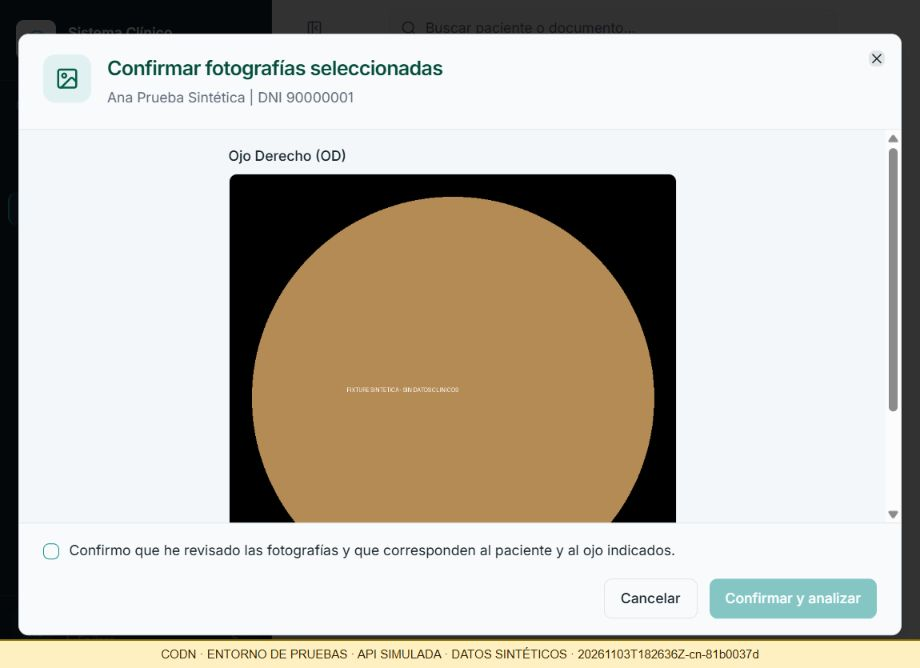 Sistema Clínico
Buscar paciente o documento...
Confirmar fotografías seleccionadas
Ana Prueba Sintética | DNI 90000001
Ojo Derecho (OD)
FIXTURE SINTETICA - SIN DATOS CLINICOS
Confirmo que he revisado las fotografías y que corresponden al paciente y al ojo indicados.
Cancelar
Confirmar y analizar
CODN · ENTORNO DE PRUEBAS · API SIMULADA · DATOS SINTÉTICOS · 20261103T182636Z-cn-81b0037d